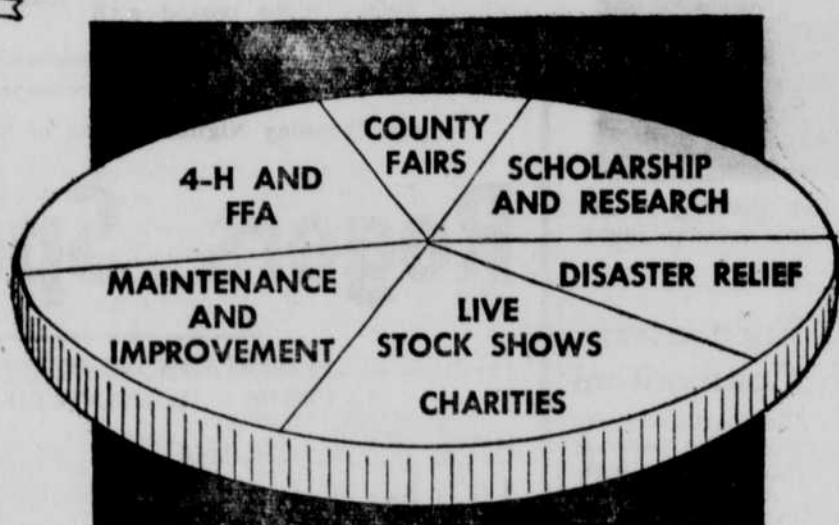 COUNTY
FAIRS
SCHOLARSHIP
AND RESEARCH
4-H AND
FFA
DISASTER RELIEF
MAINTENANCE
AND
IMPROVEMENT
LIVE
STOCK SHOWS
CHARITIES